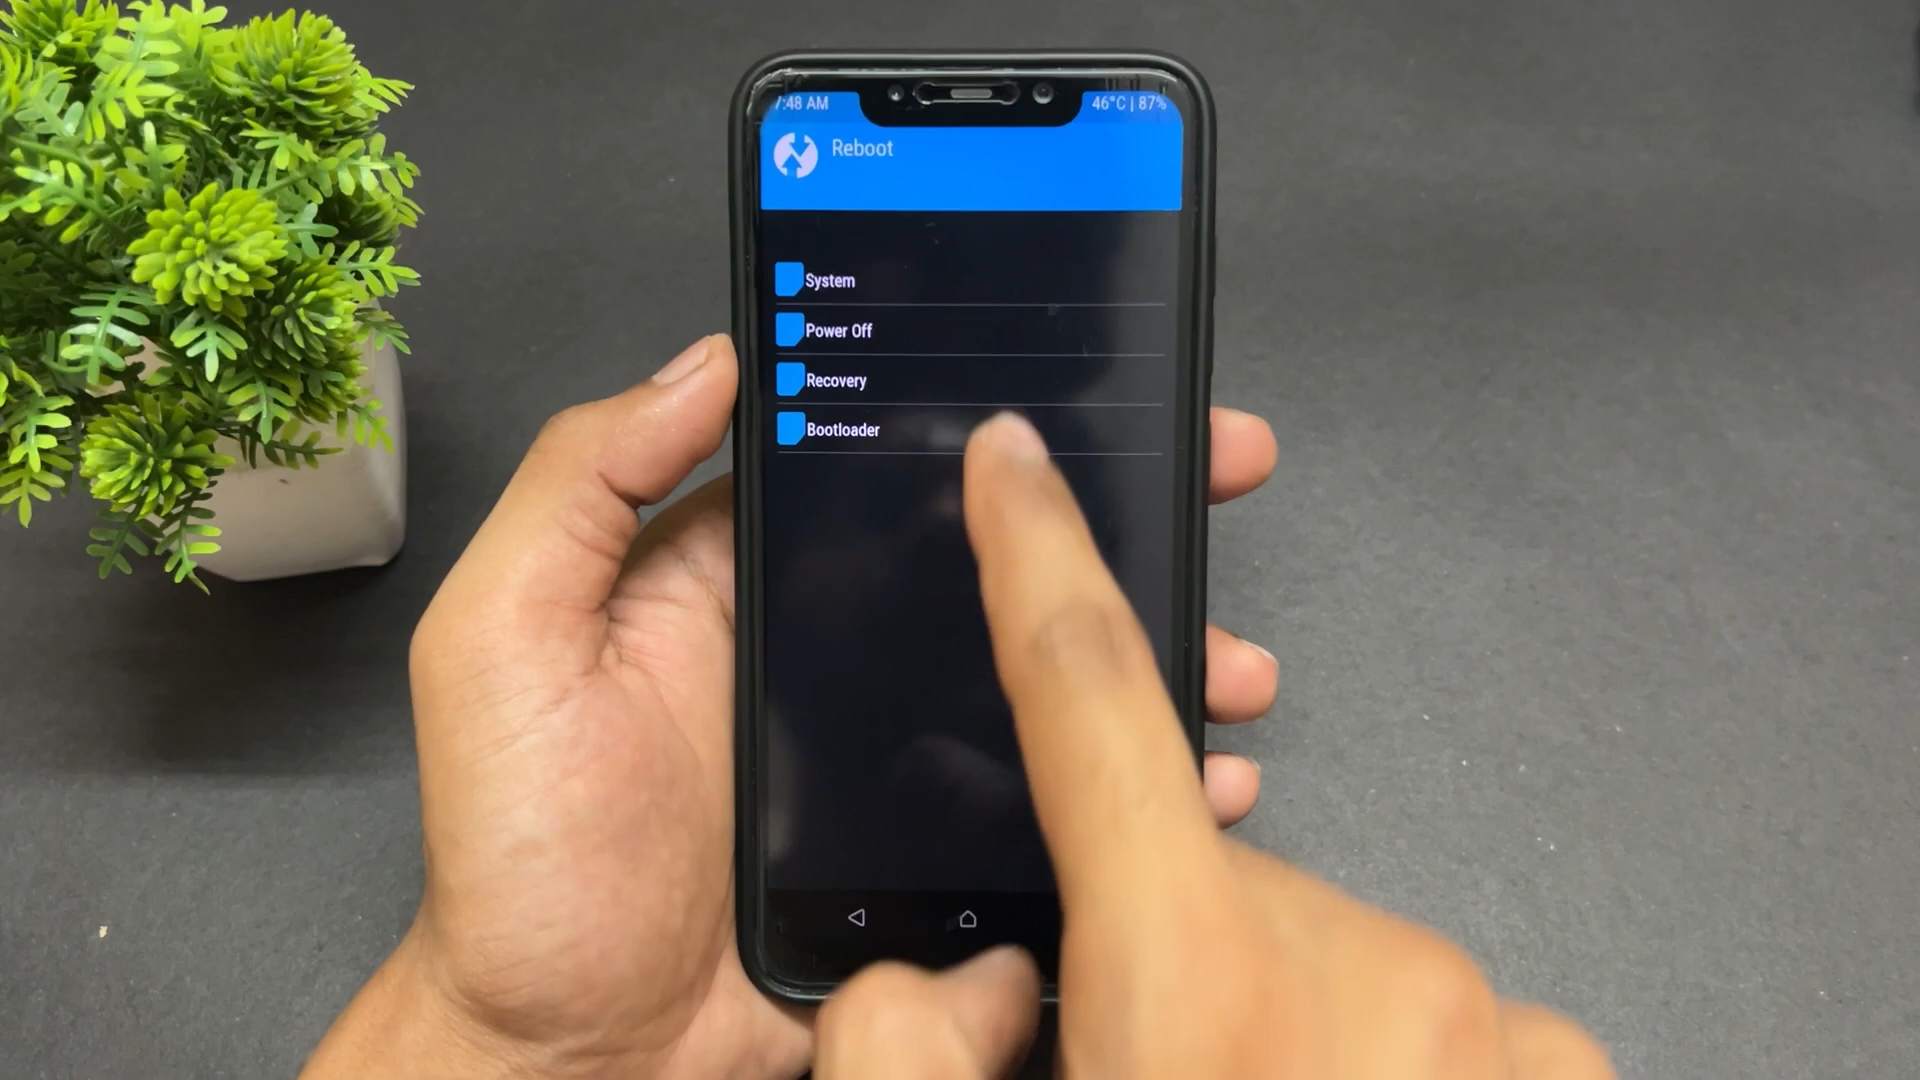 7:48 AM
46°C | 87%
Reboot
System
Power Off
Recovery
Bootloader